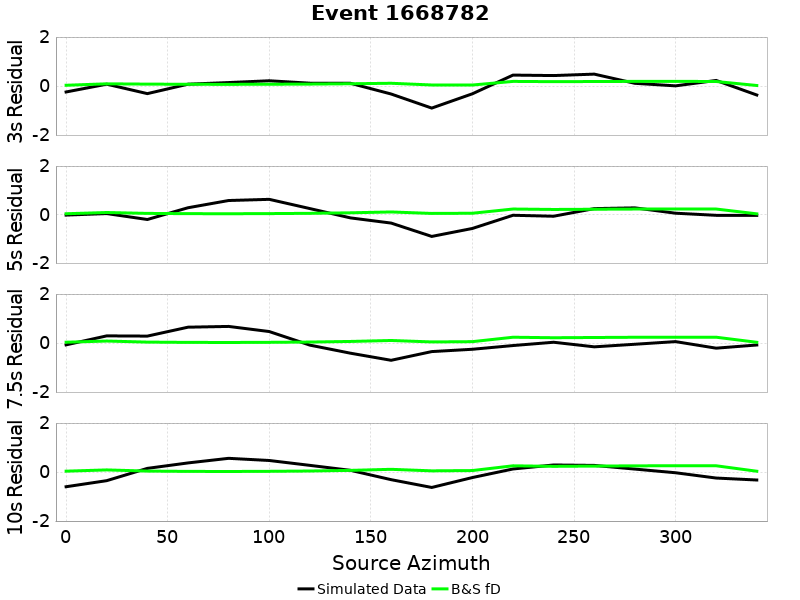 Event 1668782
3s Residual
2
0
-2
5s Residual
2
0
-2
7.5s Residual
2
0
-2
10s Residual
2
0
-2
0 50 100 150 200 250 300
Source Azimuth
Simulated Data B&S fD